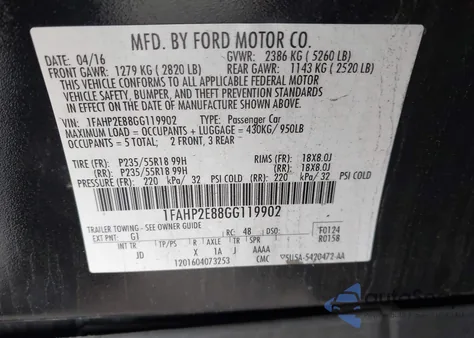 MFD. BY FORD MOTOR CO.
DATE: 04/16 GVWR: 2386 KG ( 5260 LB)
FRONT GAWR: 1279 KG ( 2820 LB) REAR GAWR: 1143 KG ( 2520 LB)
THIS VEHICLE CONFORMS TO ALL APPLICABLE FEDERAL MOTOR
VEHICLE SAFETY, BUMPER, AND THEFT PREVENTION STANDARDS
IN EFFECT ON THE DATE OF MANUFACTURE SHOWN ABOVE.
VEHICLE: 1FAHP2E88GG119902 TYPE: Passenger Car
MAXIMUM LOAD = OCCUPANTS + LUGGAGE = 430KG/ 950LB
OCCUPANTS = 5 TOTAL: 2 FRONT, 3 REAR
TIRE (FR): P235/55R18 99H RIMS (FR): 18X8.0J
(RR): P235/55R18 99H (RR): 18X8.0J
PRESSURE (FR): 220 kPa/ 32 PSI COLD (RR): 220 kPa/ 32 PSI COLD
1FAHP2E88GG119902
TRAILER TOWING - SEE OWNER GUIDE
EXT PNT: G1 RC: 48 DSO: F0124
INT TR TP/PS R AXLE TR SPR R0158
JD X 1A J AAAA
1201604073253 CMC